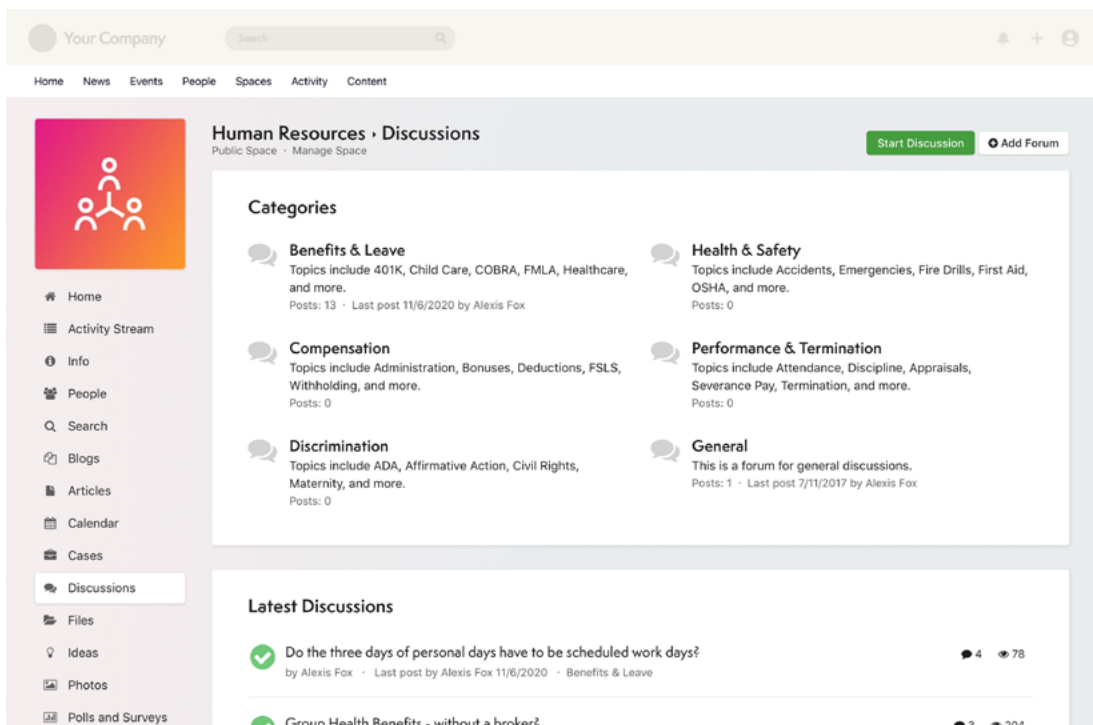 Your Company
Search
Home News Events People Spaces Activity Content
Human Resources › Discussions
Public Space · Manage Space
Start Discussion
Add Forum
Home
Activity Stream
Info
People
Search
Blogs
Articles
Calendar
Cases
Discussions
Files
Ideas
Photos
Polls and Surveys
Categories
Benefits & Leave
Topics include 401K, Child Care, COBRA, FMLA, Healthcare,
and more.
Posts: 13 · Last post 11/6/2020 by Alexis Fox
Health & Safety
Topics include Accidents, Emergencies, Fire Drills, First Aid,
OSHA, and more.
Posts: 0
Compensation
Topics include Administration, Bonuses, Deductions, FSLS,
Withholding, and more.
Posts: 0
Performance & Termination
Topics include Attendance, Discipline, Appraisals,
Severance Pay, Termination, and more.
Posts: 0
Discrimination
Topics include ADA, Affirmative Action, Civil Rights,
Maternity, and more.
Posts: 0
General
This is a forum for general discussions.
Posts: 1 · Last post 7/11/2017 by Alexis Fox
Latest Discussions
Do the three days of personal days have to be scheduled work days?
4 78
by Alexis Fox · Last post by Alexis Fox 11/6/2020 · Benefits & Leave
Group Health Benefits - without a broker?
3 204